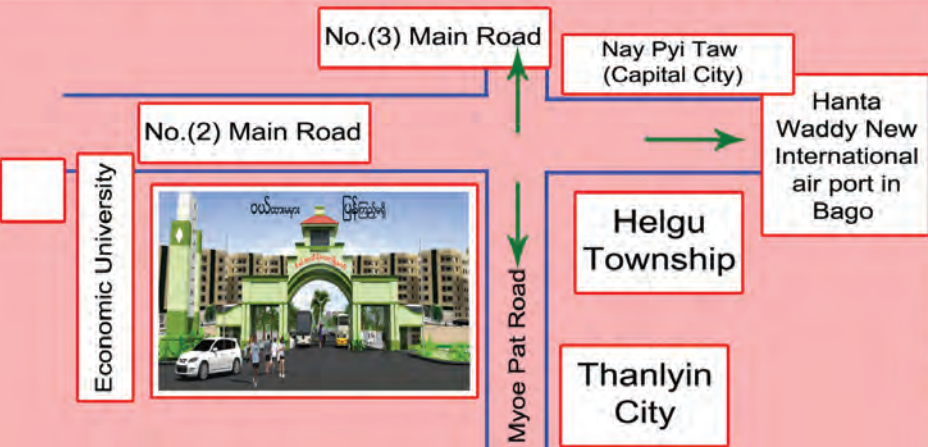 No.(3) Main Road
Nay Pyi Taw
(Capital City)
Hanta
Waddy New
International
air port in
Bago
No.(2) Main Road
Economic University
Helgu
Township
Myoe Pat Road
Thanlyin
City